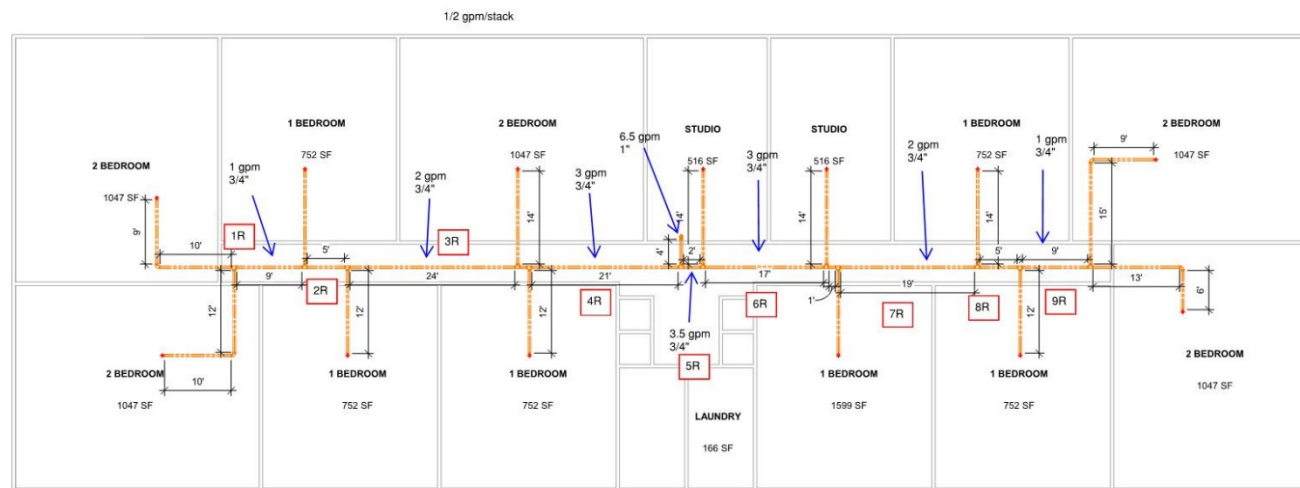 1/2 gpm/stack
1 BEDROOM
752 SF
2 BEDROOM
1047 SF
STUDIO
516 SF
STUDIO
516 SF
1 BEDROOM
752 SF
2 BEDROOM
1047 SF
2 BEDROOM
1047 SF
1 gpm
3/4"
2 gpm
3/4"
3 gpm
3/4"
6.5 gpm
1"
3 gpm
3/4"
2 gpm
3/4"
1 gpm
3/4"
9'
9'
10'
14'
14'
14'
14'
15'
4'
2'
1R
5'
3R
5'
9'
9'
24'
21'
17'
1'
19'
13'
6'
2R
4R
6R
7R
8R
9R
12'
12'
12'
12'
3.5 gpm
3/4"
5R
10'
2 BEDROOM
1047 SF
1 BEDROOM
752 SF
1 BEDROOM
752 SF
LAUNDRY
166 SF
1 BEDROOM
1599 SF
1 BEDROOM
752 SF
2 BEDROOM
1047 SF